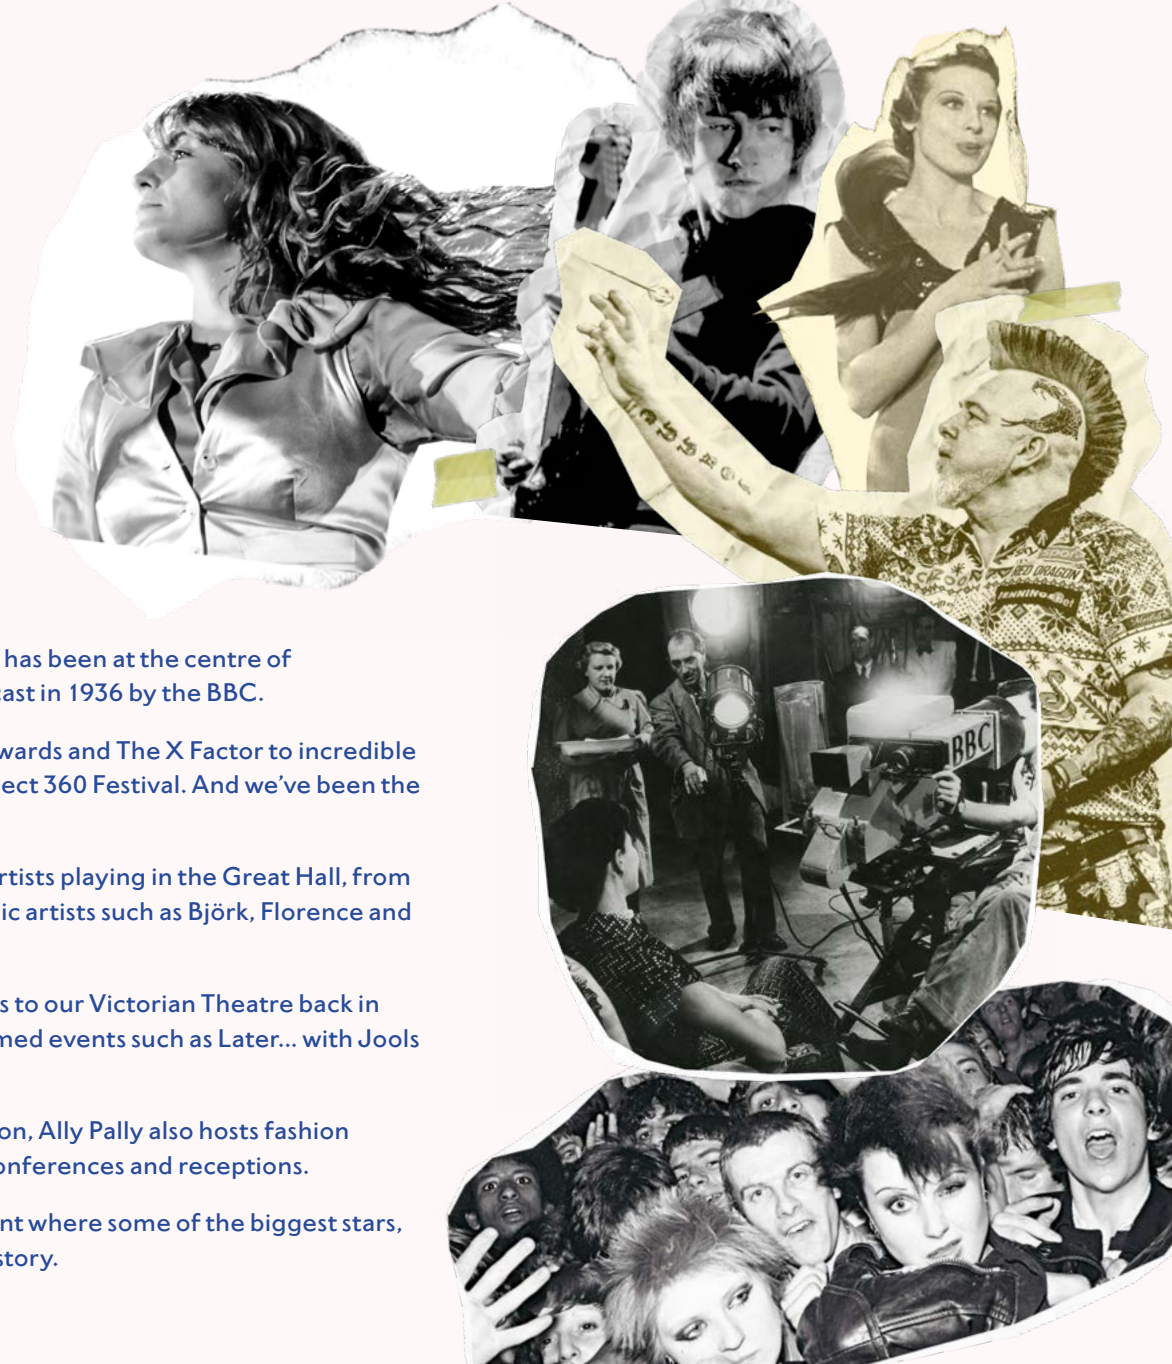 has been at the centre of
cast in 1936 by the BBC.
wards and The X Factor to incredible
ect 360 Festival. And we've been the
rtists playing in the Great Hall, from
ic artists such as Björk, Florence and
s to our Victorian Theatre back in
med events such as Later... with Jools
on, Ally Pally also hosts fashion
onferences and receptions.
nt where some of the biggest stars,
story.
RED DRAGON
BBC